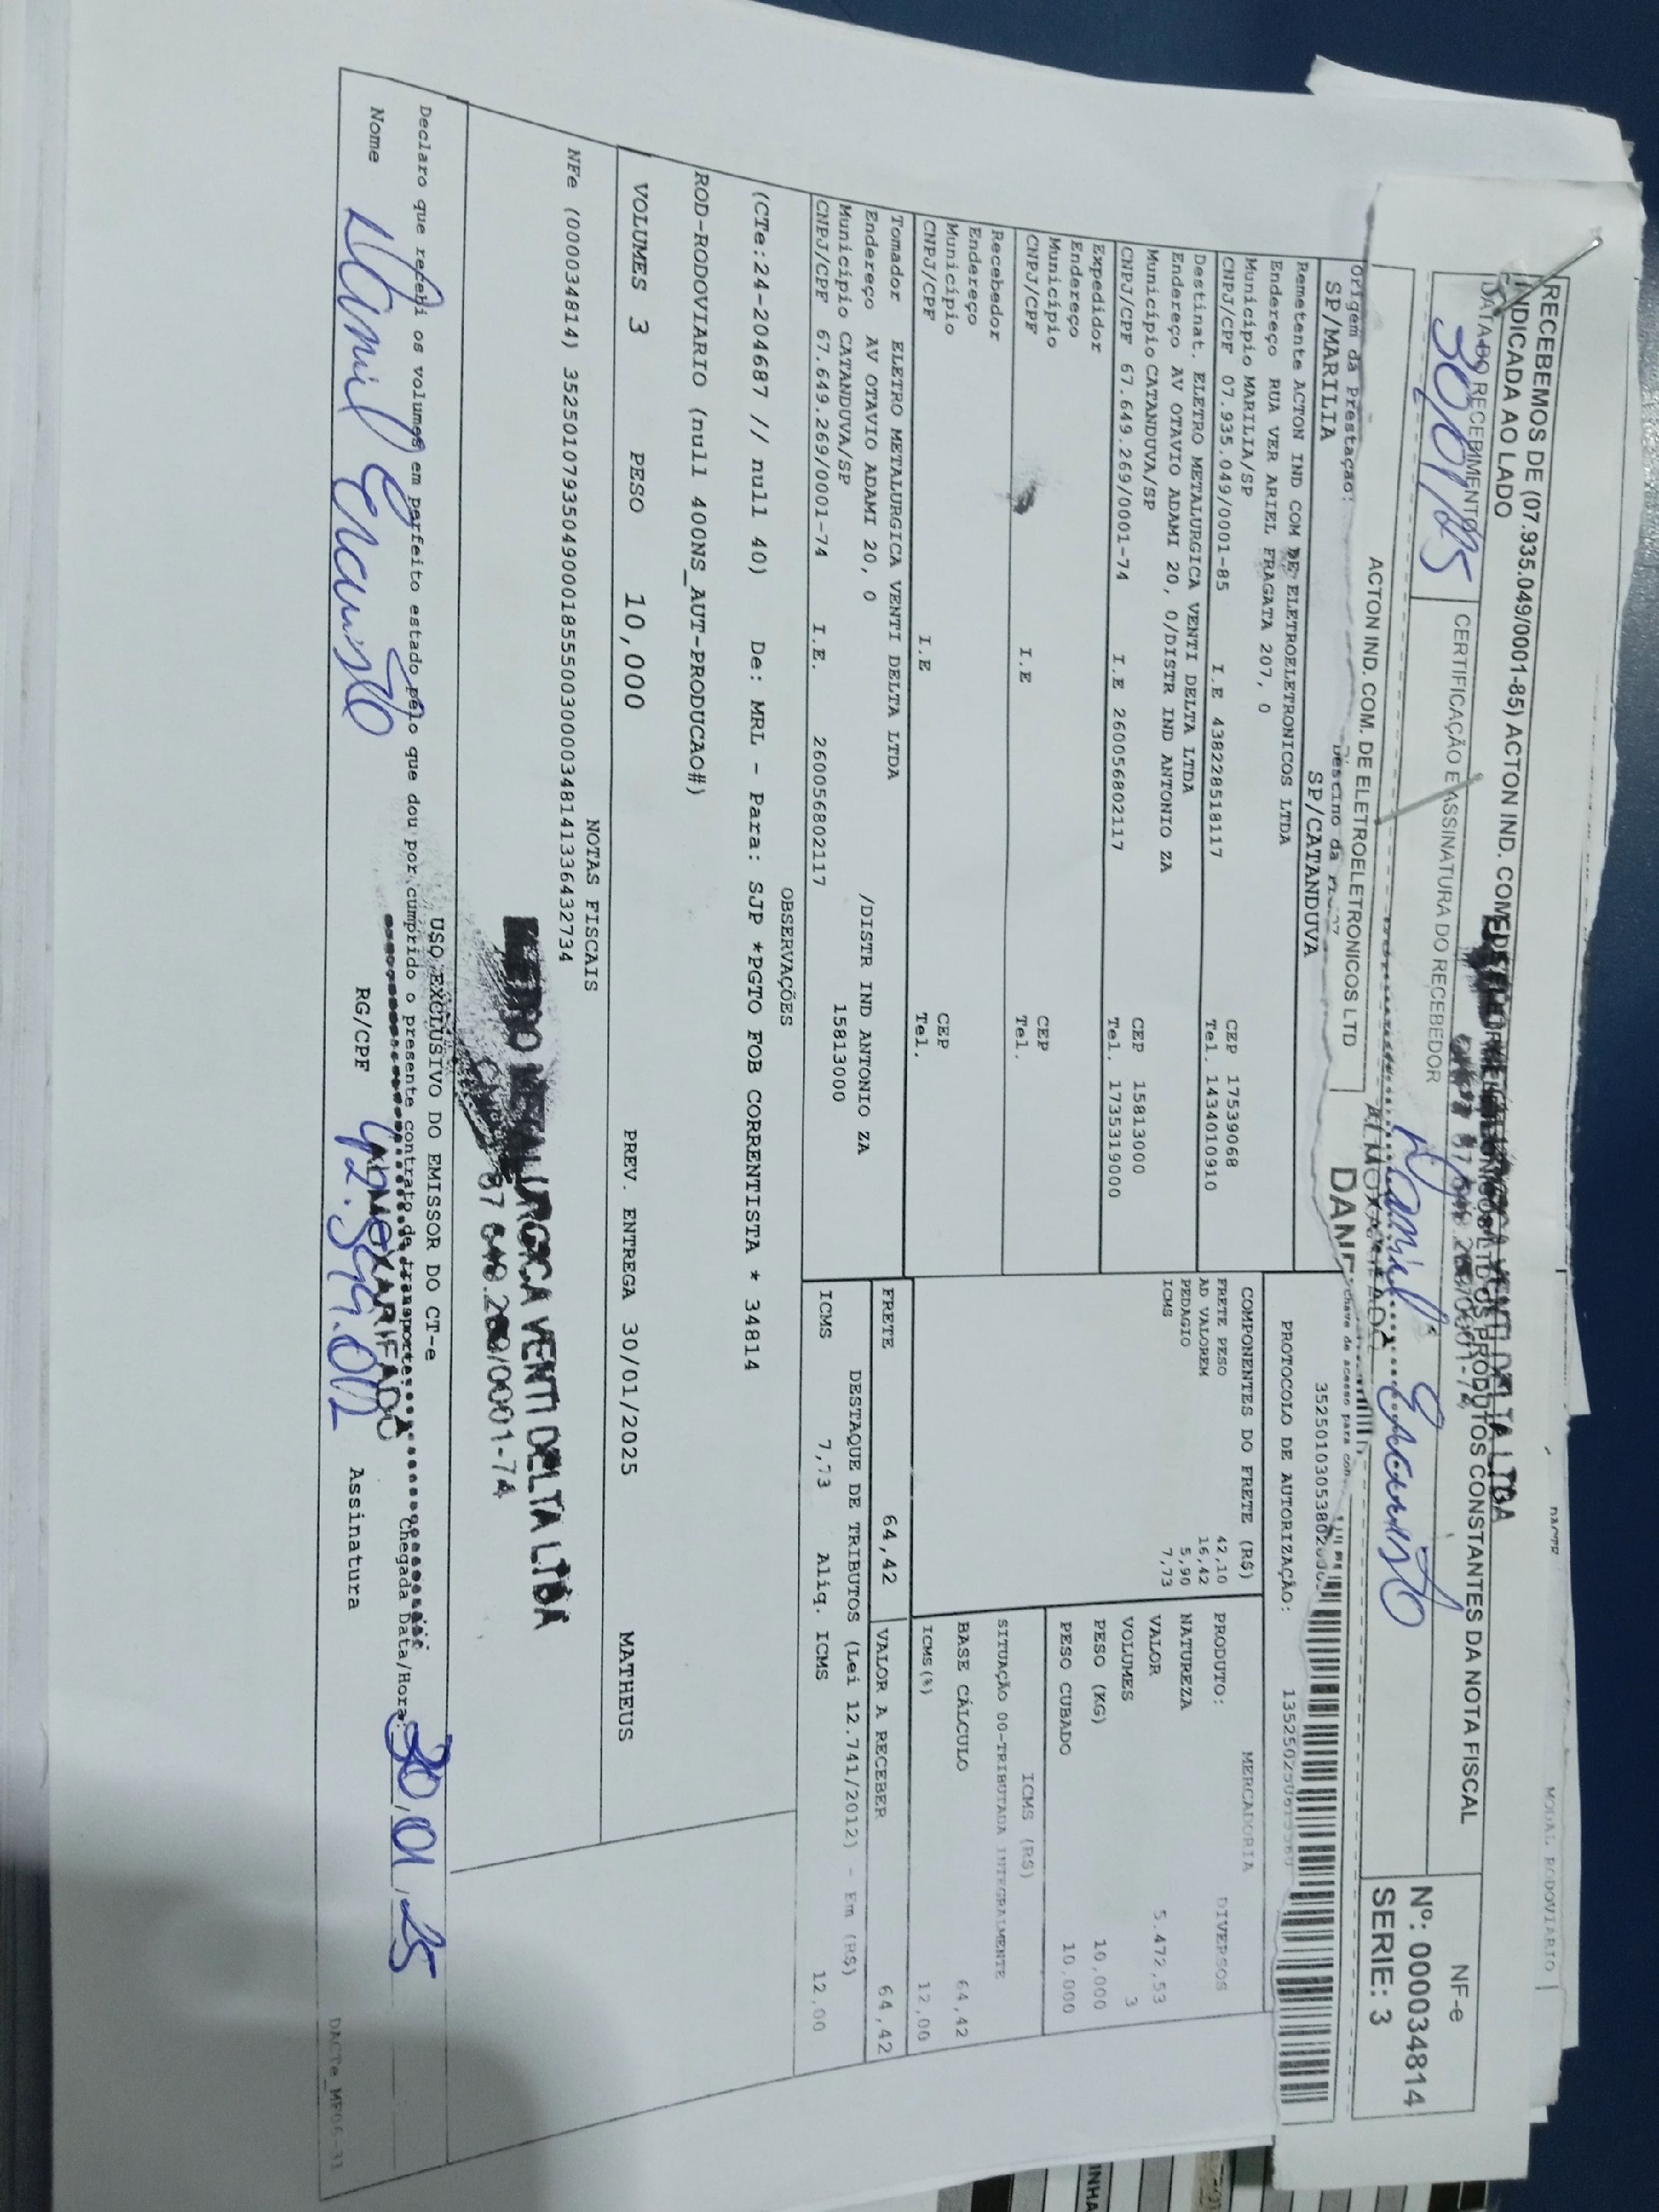 MODAL RODOVIARIO
RECEBEMOS DE (07.935.049/0001-85) ACTON IND. COM. DE ELETROELETRONICOS LTD OS PRODUTOS CONSTANTES DA NOTA FISCAL
INDICADA AO LADO
ELETRO METALURGICA VENTI DELTA LTDA
DATA DO RECEBIMENTO
30/01/25
CERTIFICAÇÃO E ASSINATURA DO RECEBEDOR
ALMOXARIFADO
NF-e
Nº: 000034814
SERIE: 3
ACTON IND. COM. DE ELETROELETRONICOS LTD
Origem da Prestação:
SP/MARILIA
Destino da
SP/CATANDUVA
chave de acesso para
PROTOCOLO DE AUTORIZAÇÃO:
Remetente ACTON IND COM DE ELETROELETRONICOS LTDA
Endereço RUA VER ARIEL FRAGATA 207, 0
Município MARILIA/SP CEP 17539068
CNPJ/CPF 07.935.049/0001-85 I.E 438228518117 Tel. 1434010910
Destinat. ELETRO METALURGICA VENTI DELTA LTDA
Endereço AV OTAVIO ADAMI 20, 0/DISTR IND ANTONIO ZA
Município CATANDUVA/SP CEP 15813000
CNPJ/CPF 67.649.269/0001-74 I.E 260056802117 Tel. 1735319000
Expedidor
Endereço
Município CEP
CNPJ/CPF I.E Tel.
Recebedor
Endereço
Município CEP
CNPJ/CPF I.E Tel.
Tomador ELETRO METALURGICA VENTI DELTA LTDA
Endereço AV OTAVIO ADAMI 20, 0 /DISTR IND ANTONIO ZA
Município CATANDUVA/SP 15813000
CNPJ/CPF 67.649.269/0001-74 I.E. 260056802117
COMPONENTES DO FRETE (R$)
FRETE PESO 42,10
AD VALOREM 16,42
PEDAGIO 5,90
ICMS 7,73
MERCADORIA
PRODUTO: DIVERSOS
NATUREZA
VALOR 5.472,53
VOLUMES 3
PESO (KG) 10,000
PESO CUBADO 10,000
ICMS (R$)
SITUAÇÃO 00-TRIBUTADA INTEGRALMENTE
BASE CÁLCULO 64,42
ICMS(%) 12,00
FRETE 64,42 VALOR A RECEBER 64,42
DESTAQUE DE TRIBUTOS (Lei 12.741/2012) - Em (R$)
ICMS 7,73 Aliq. ICMS 12,00
OBSERVAÇÕES
(CTe:24-204687 // null 40) De: MRL - Para: SJP *PGTO FOB CORRENTISTA * 34814
ROD-RODOVIARIO (null 400NS_AUT-PRODUCAO#)
VOLUMES 3 PESO 10,000 PREV. ENTREGA 30/01/2025 MATHEUS
NOTAS FISCAIS
NFe (000034814) 35250107935049000185550030000348141336432734
METALURGICA VENTI DELTA LTDA
USO EXCLUSIVO DO EMISSOR DO CT-e
Declaro que recebi os volumes em perfeito estado pelo que dou por cumprido o presente contrato de transporte. Chegada Data/Hora: 30/01/25
ALMOXARIFADO
Nome RG/CPF 42.599.002 Assinatura